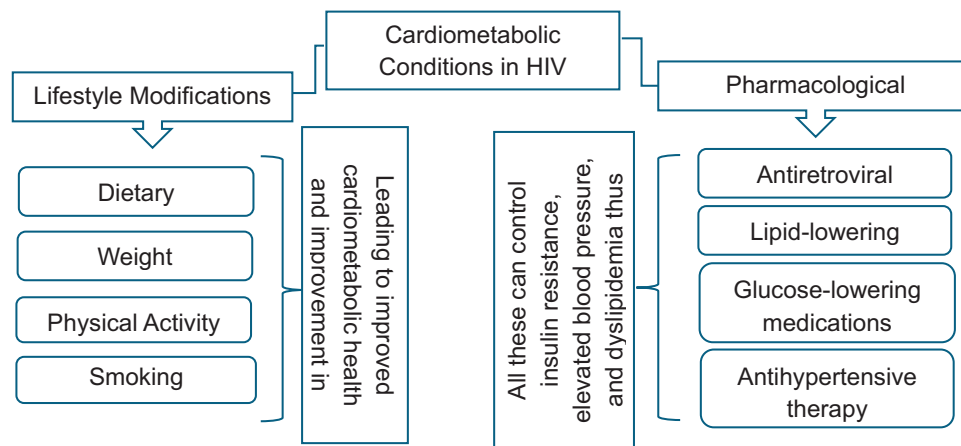 Cardiometabolic
Conditions in HIV
Lifestyle Modifications
Dietary
Weight
Physical Activity
Smoking
Leading to improved
cardiometabolic health
and improvement in
Pharmacological
All these can control
insulin resistance,
elevated blood pressure,
and dyslipidemia thus
Antiretroviral
Lipid-lowering
Glucose-lowering
medications
Antihypertensive
therapy